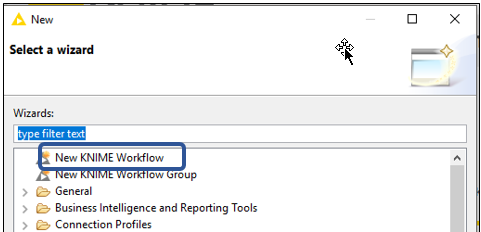 New
Select a wizard
Wizards:
type filter text
New KNIME Workflow
New KNIME Workflow Group
General
Business Intelligence and Reporting Tools
Connection Profiles